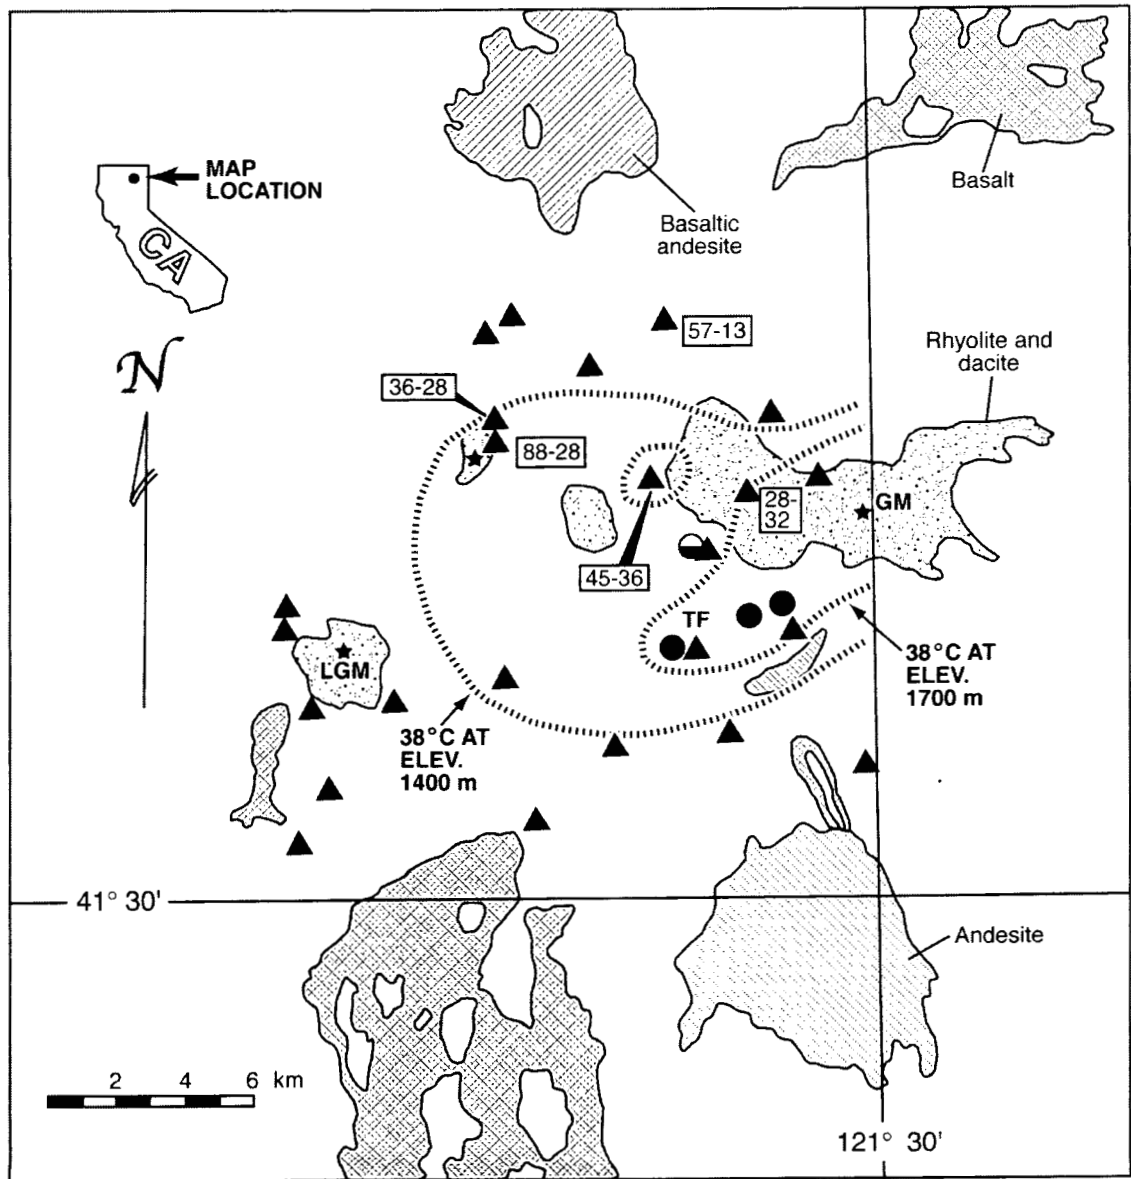 MAP
LOCATION
CA
N
Basaltic
andesite
Basalt
57-13
Rhyolite and
dacite
36-28
88-28
28-
32
GM
45-36
TF
LGM
38°C AT
ELEV.
1700 m
38°C AT
ELEV.
1400 m
41° 30'
Andesite
2 4 6 km
121° 30'